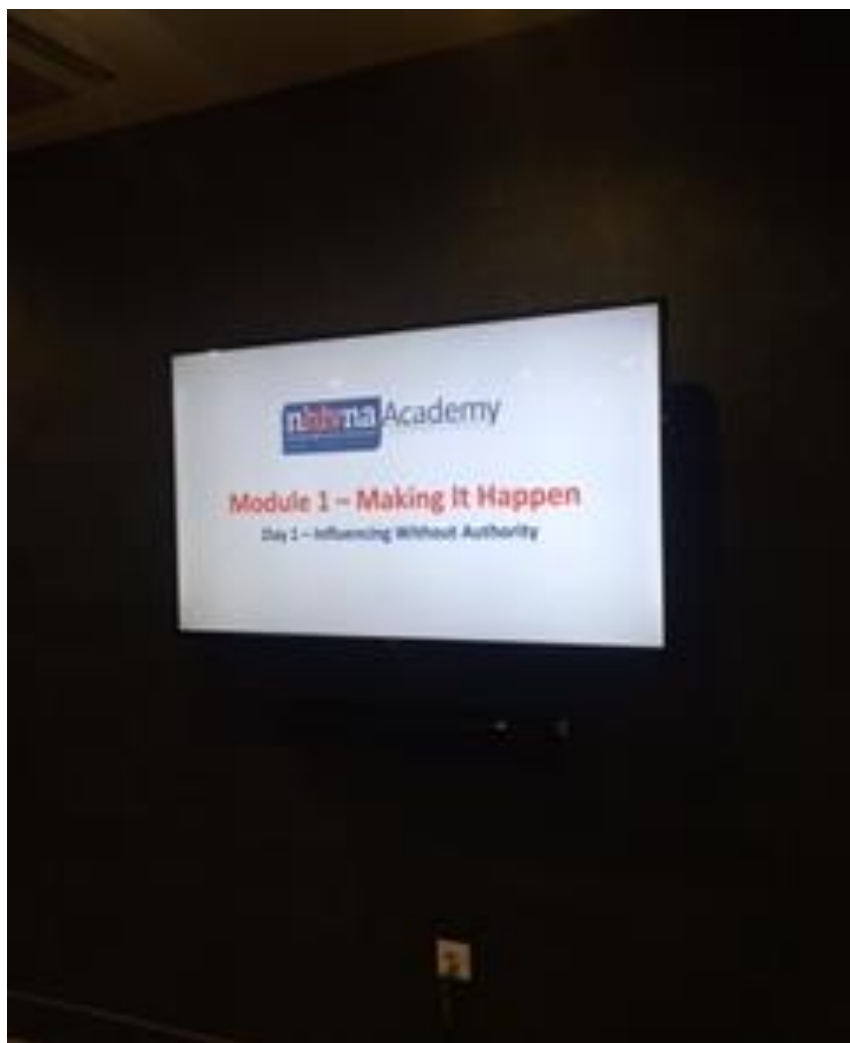 Academy
Module 1 – Making It Happen
Day 1 – Influencing Without Authority